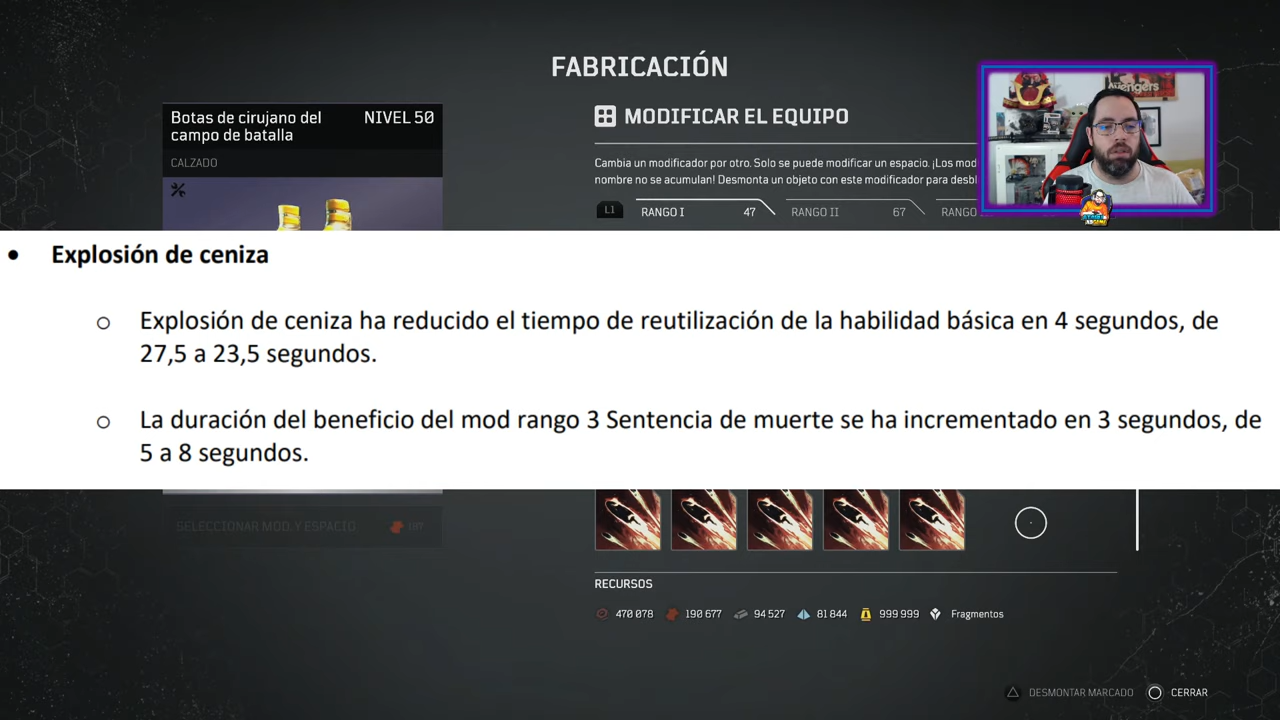 FABRICACIÓN
Botas de cirujano del
campo de batalla
NIVEL 50
CALZADO
MODIFICAR EL EQUIPO
Cambia un modificador por otro. Solo se puede modificar un espacio. ¡Los mod
nombre no se acumulan! Desmonta un objeto con este modificador para desbl
L1
RANGO I 47
RANGO II 67
RANGO
Avengers
• Explosión de ceniza
o Explosión de ceniza ha reducido el tiempo de reutilización de la habilidad básica en 4 segundos, de
27,5 a 23,5 segundos.
o La duración del beneficio del mod rango 3 Sentencia de muerte se ha incrementado en 3 segundos, de
5 a 8 segundos.
SELECCIONAR MOD. Y ESPACIO 187
RECURSOS
470 078 190 677 94 527 81 844 999 999 Fragmentos
DESMONTAR MARCADO CERRAR